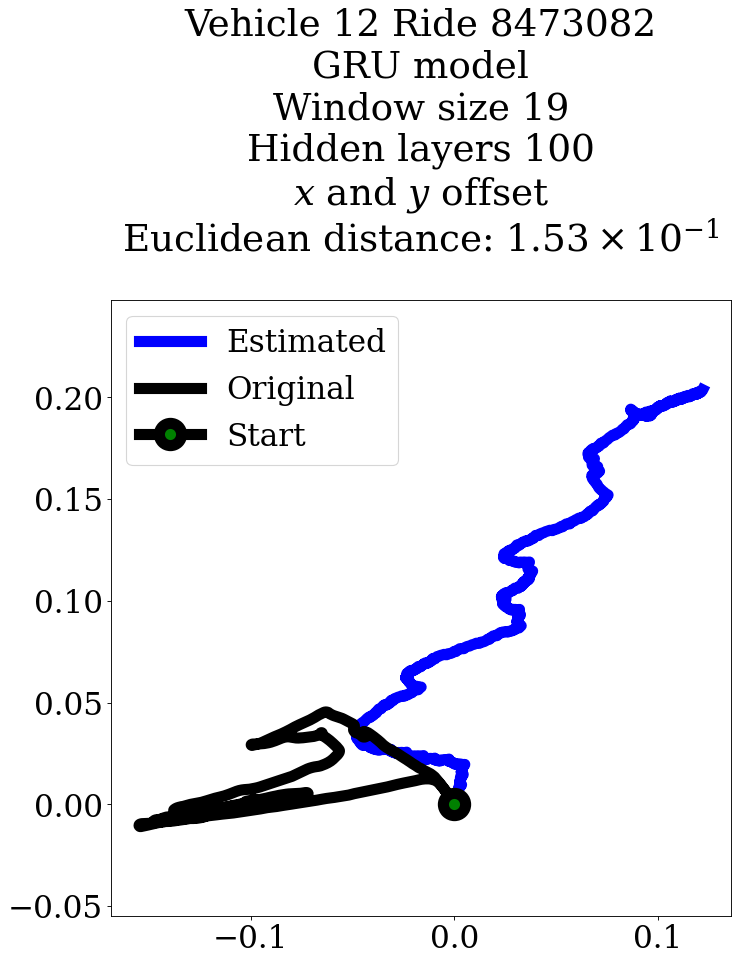 Vehicle 12 Ride 8473082
GRU model
Window size 19
Hidden layers 100
x and y offset
Euclidean distance: 1.53 × 10⁻¹
Estimated
Original
Start
0.20
0.15
0.10
0.05
0.00
−0.05
−0.1
0.0
0.1